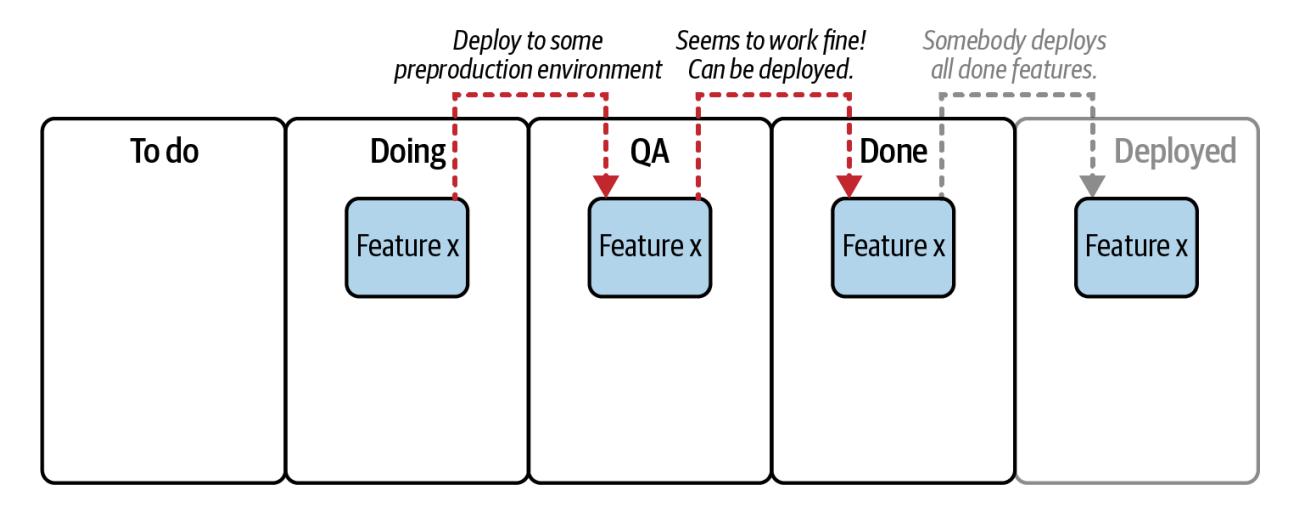 Deploy to some
preproduction environment
Seems to work fine!
Can be deployed.
Somebody deploys
all done features.
To do
Doing
QA
Done
Deployed
Feature x
Feature x
Feature x
Feature x